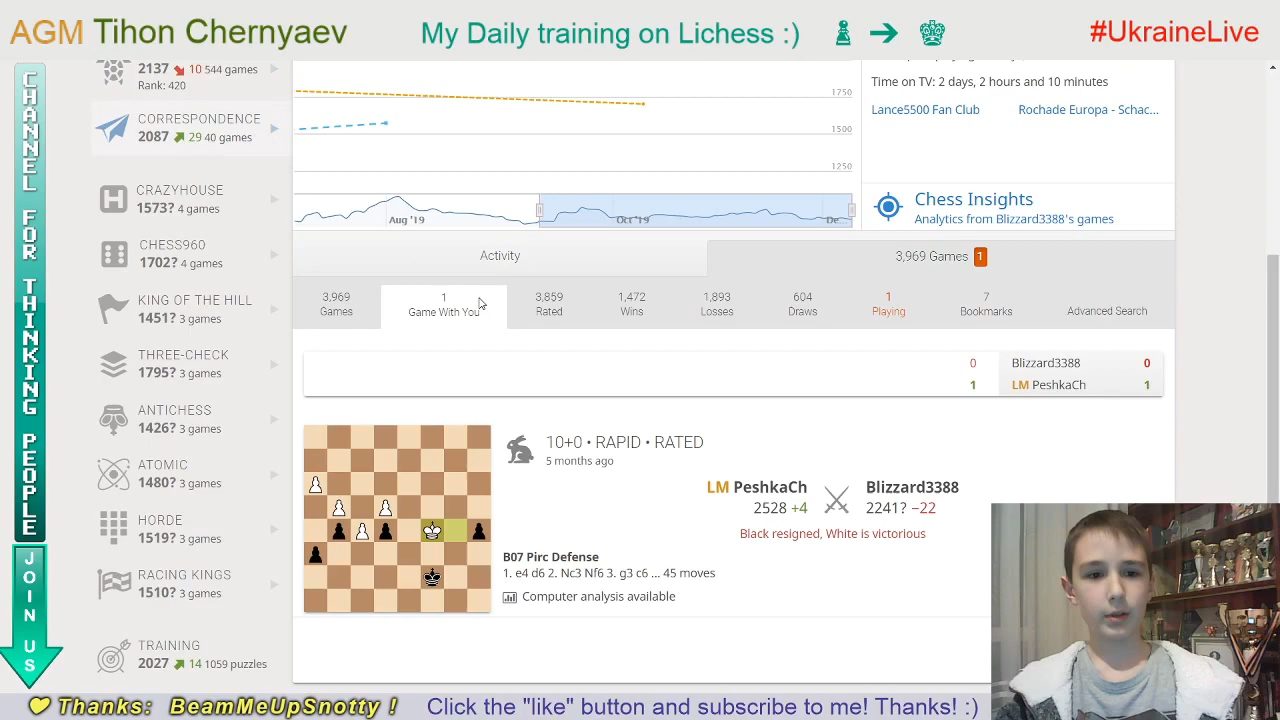 AGM Tihon Chernyaev
My Daily training on Lichess :)
#UkraineLive
CHANNEL FOR THINKING PEOPLE
JOIN US
2137 10 544 games
Rank: 420
CORRESPONDENCE
2087 29 40 games
CRAZYHOUSE
1573? 4 games
CHESS960
1702? 4 games
KING OF THE HILL
1451? 3 games
THREE-CHECK
1795? 3 games
ANTICHESS
1426? 3 games
ATOMIC
1480? 3 games
HORDE
1519? 3 games
RACING KINGS
1510? 3 games
TRAINING
2027 14 1059 puzzles
1750
1500
1250
Aug '19
Oct '19
De...
Time on TV: 2 days, 2 hours and 10 minutes
Lance5500 Fan Club
Rochade Europa - Schac...
Chess Insights
Analytics from Blizzard3388's games
Activity
3,969 Games 1
3,969
Games
1
Game With You
3,859
Rated
1,472
Wins
1,893
Losses
604
Draws
1
Playing
7
Bookmarks
Advanced Search
0 Blizzard3388 0
1 LM PeshkaCh 1
10+0 • RAPID • RATED
5 months ago
LM PeshkaCh
2528 +4
Blizzard3388
2241? −22
Black resigned, White is victorious
B07 Pirc Defense
1. e4 d6 2. Nc3 Nf6 3. g3 c6 ... 45 moves
Computer analysis available
Thanks: BeamMeUpSnotty !
Click the "like" button and subscribe to me! Thanks! :)